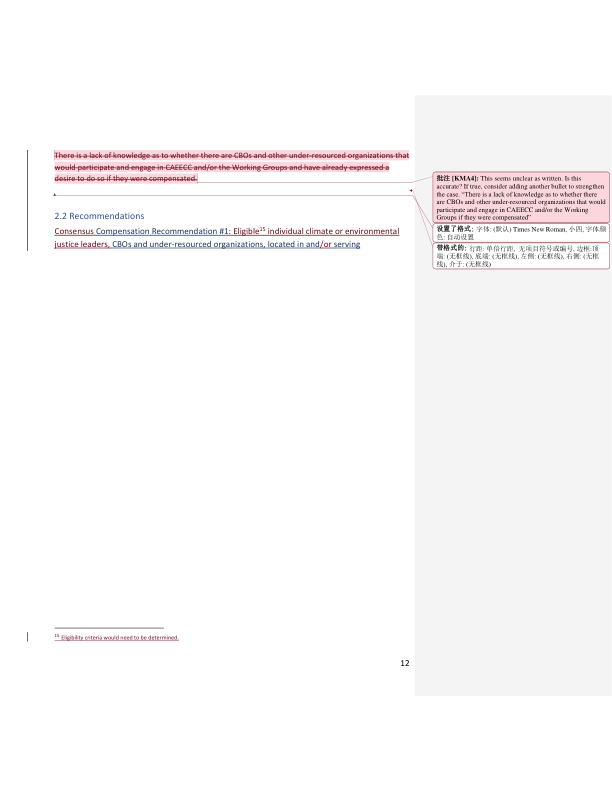 There is a lack of knowledge as to whether there are CBOs and other under-resourced organizations that
would participate and engage in CAEECC and/or the Working Groups and have already expressed a
desire to do so if they were compensated.
2.2 Recommendations
Consensus Compensation Recommendation #1: Eligible15 individual climate or environmental
justice leaders, CBOs and under-resourced organizations, located in and/or serving
批注 [KMA4]: This seems unclear as written. Is this
accurate? If true, consider adding another bullet to strengthen
the case. “There is a lack of knowledge as to whether there
are CBOs and other under-resourced organizations that would
participate and engage in CAEECC and/or the Working
Groups if they were compensated”
设置了格式: 字体: (默认) Times New Roman, 小四, 字体颜
色: 自动设置
带格式的: 行距: 单倍行距, 无项目符号或编号, 边框:顶
端: (无框线), 底端: (无框线), 左侧: (无框线), 右侧: (无框
线), 介于: (无框线)
15 Eligibility criteria would need to be determined.
12